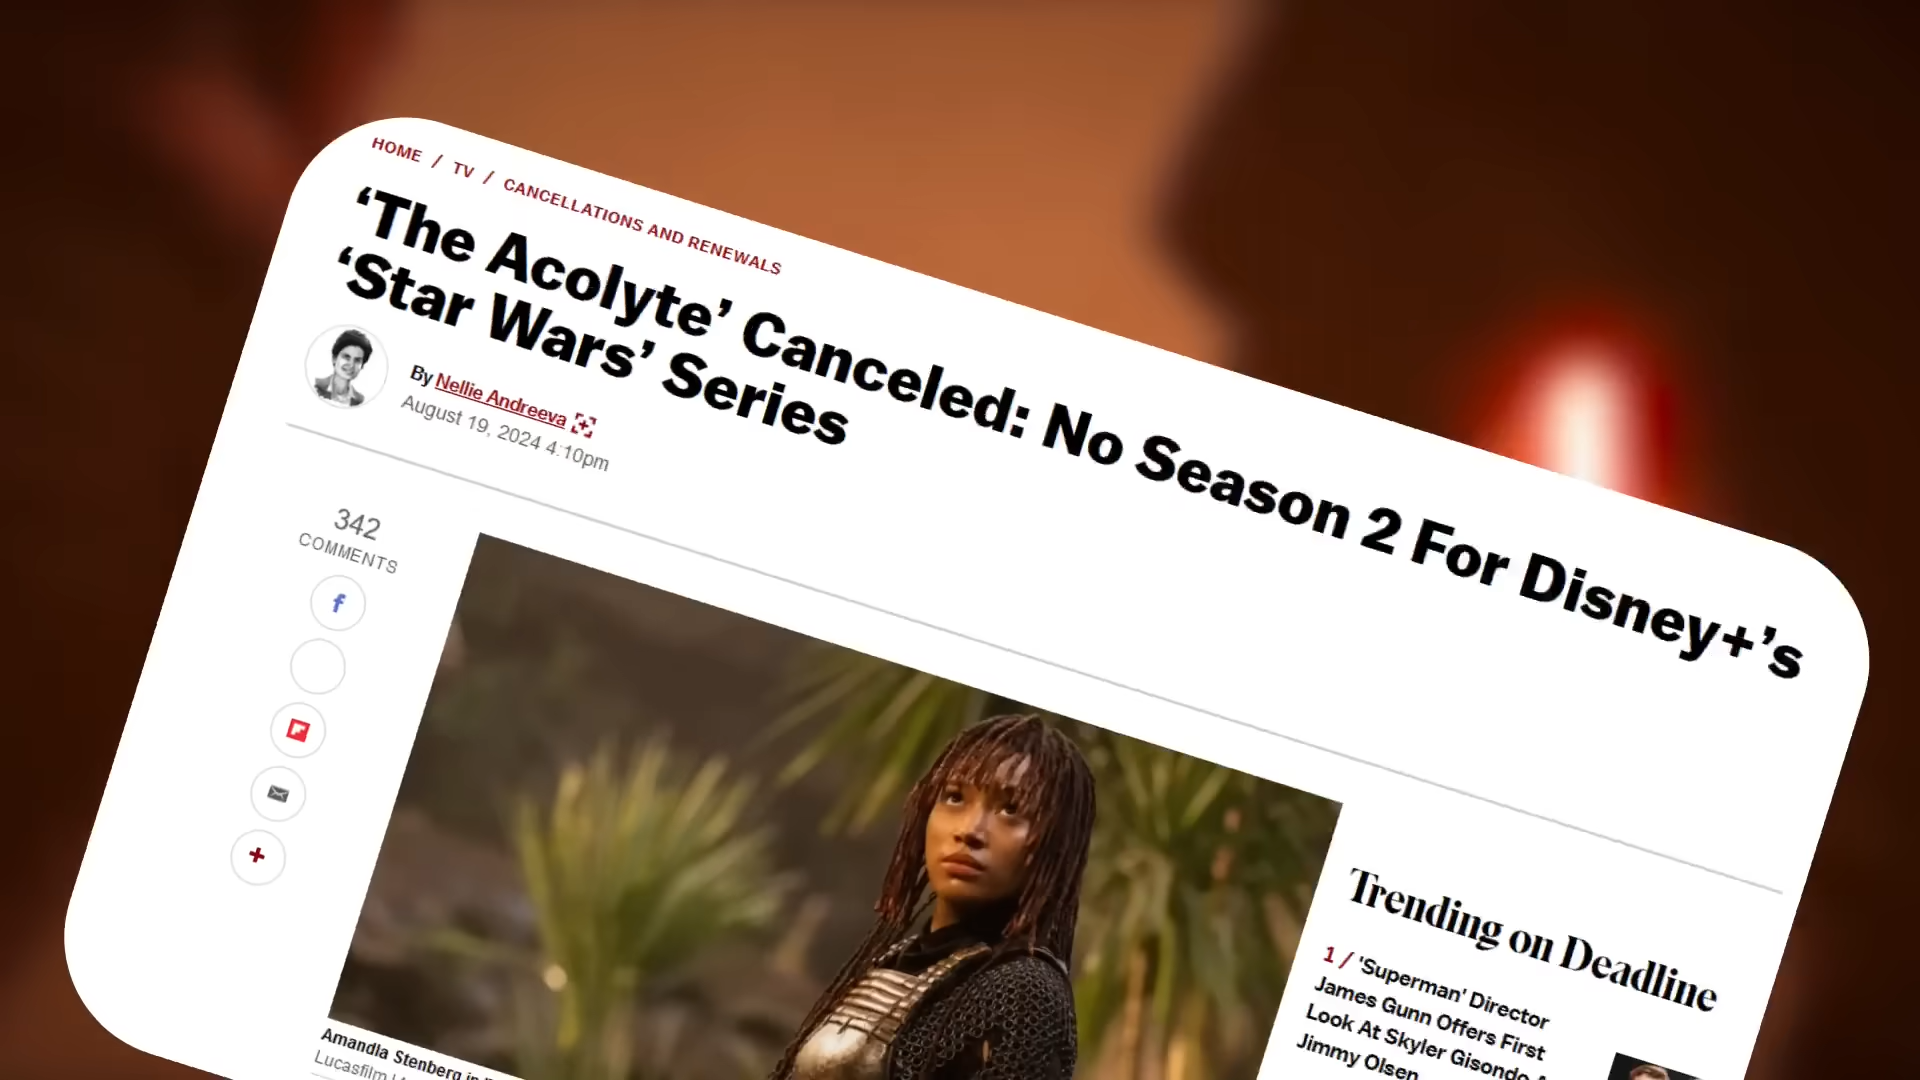 HOME / TV / CANCELLATIONS AND RENEWALS
‘The Acolyte’ Canceled: No Season 2 For Disney+’s
‘Star Wars’ Series
By Nellie Andreeva
August 19, 2024 4:10pm
342
COMMENTS
Amandla Stenberg in
Lucasfilm
Trending on Deadline
1 / 'Superman' Director
James Gunn Offers First
Look At Skyler Gisondo
Jimmy Olsen